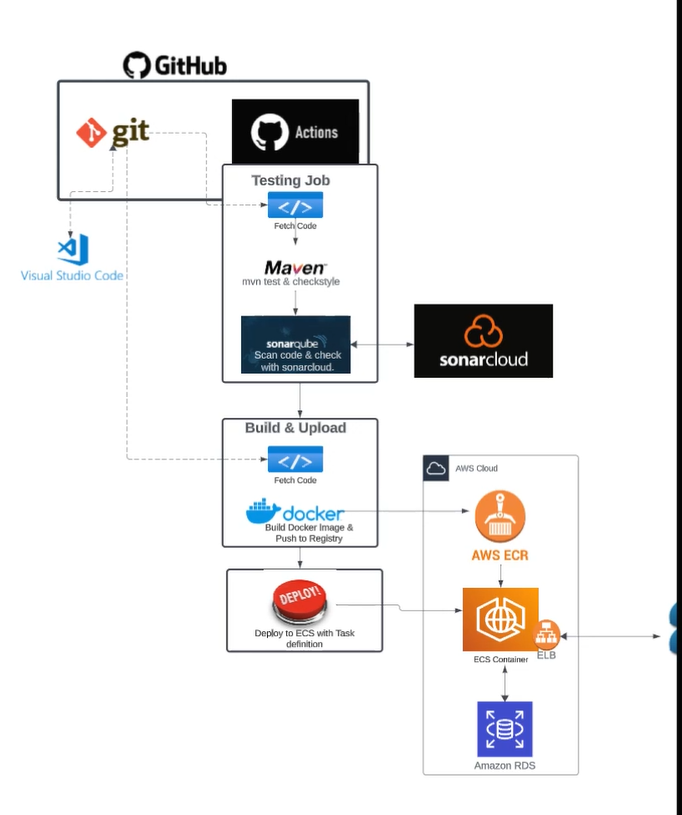 GitHub
git
Actions
Testing Job
</>
Fetch Code
Visual Studio Code
Maven™
mvn test & checkstyle
sonarqube
Scan code & check
with sonarcloud.
sonarcloud
Build & Upload
</>
Fetch Code
AWS Cloud
docker
Build Docker Image &
Push to Registry
AWS ECR
DEPLOY!
Deploy to ECS with Task
definition
ECS Container
ELB
Amazon RDS